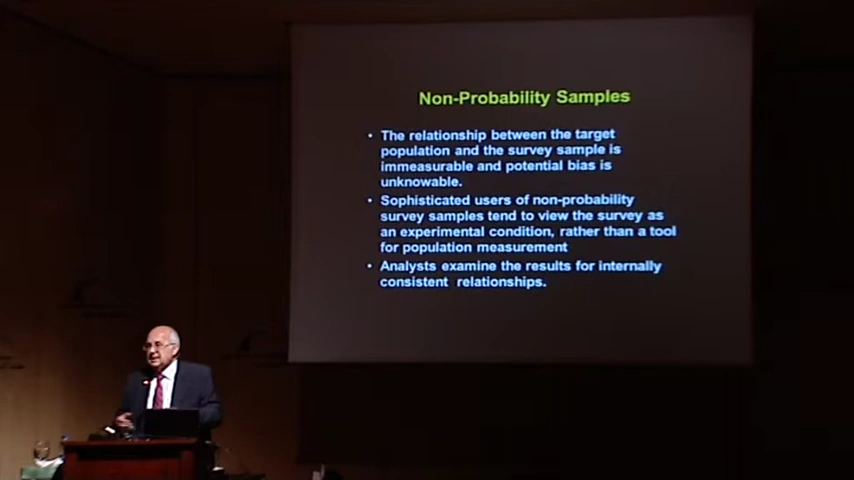 Non-Probability Samples
• The relationship between the target
population and the survey sample is
immeasurable and potential bias is
unknowable.
• Sophisticated users of non-probability
survey samples tend to view the survey as
an experimental condition, rather than a tool
for population measurement
• Analysts examine the results for internally
consistent relationships.